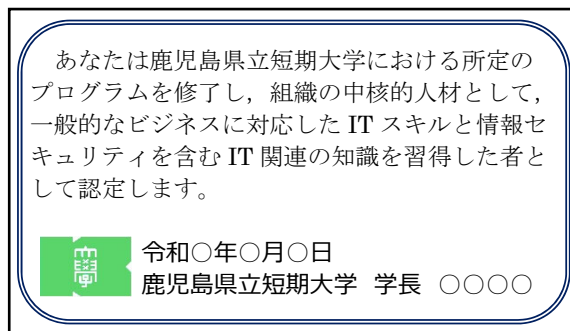 あなたは鹿児島県立短期大学における所定の
プログラムを修了し，組織の中核的人材として，
一般的なビジネスに対応した IT スキルと情報セ
キュリティを含む IT 関連の知識を習得した者と
して認定します。
令和○年○月○日
鹿児島県立短期大学 学長 ○○○○